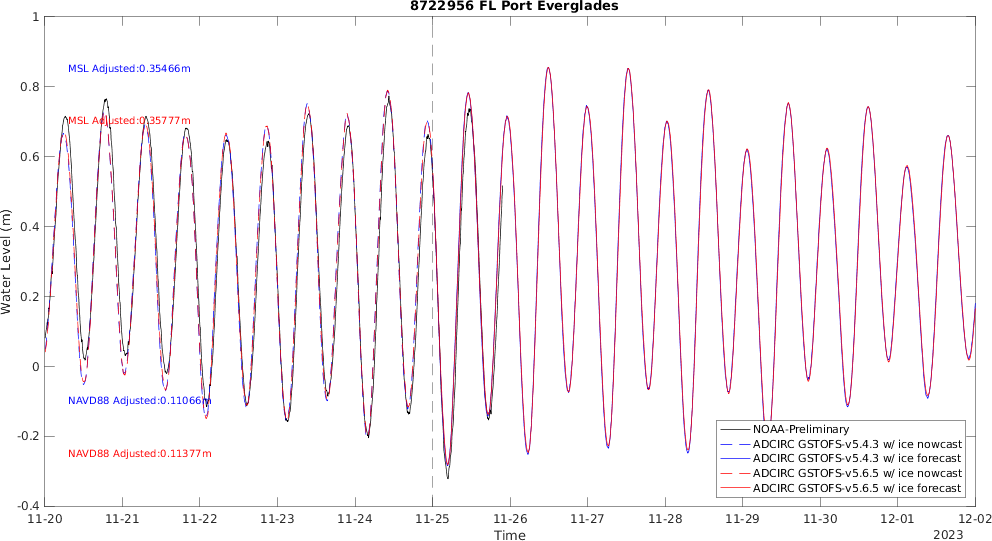 8722956 FL Port Everglades
1
0.8
0.6
0.4
0.2
0
-0.2
-0.4
Water Level (m)
MSL Adjusted:0.35466m
MSL Adjusted:0.35777m
NAVD88 Adjusted:0.11066m
NAVD88 Adjusted:0.11377m
NOAA-Preliminary
ADCIRC GSTOFS-v5.4.3 w/ ice nowcast
ADCIRC GSTOFS-v5.4.3 w/ ice forecast
ADCIRC GSTOFS-v5.6.5 w/ ice nowcast
ADCIRC GSTOFS-v5.6.5 w/ ice forecast
11-20 11-21 11-22 11-23 11-24 11-25 11-26 11-27 11-28 11-29 11-30 12-01 12-02
Time
2023